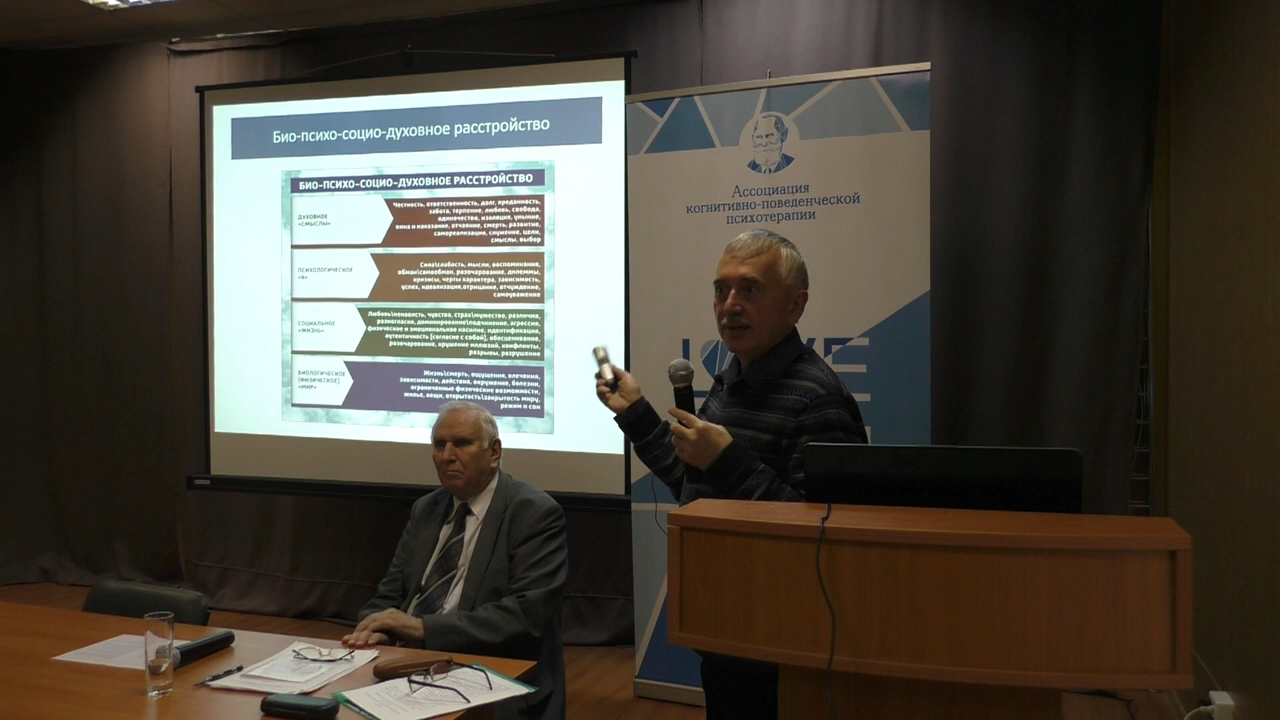 Био-психо-социо-духовное расстройство
БИО-ПСИХО-СОЦИО-ДУХОВНОЕ РАССТРОЙСТВО
ДУХОВНОЕ
«СМЫСЛЫ»
Честность, ответственность, долг, преданность,
забота, терпение, любовь, свобода,
одиночество, изоляция, уныние,
вина и наказание, отчаяние, смерть, развитие,
самореализация, служение, цели,
смыслы, выбор
ПСИХОЛОГИЧЕСКОЕ
«Я»
Сила\слабость, мысли, воспоминания,
обман\самообман, разочарование, дилеммы,
кризисы, черты характера, зависимость,
успех, идеализация, отрицание, отчуждение,
самоуважение
СОЦИАЛЬНОЕ
«ЖИЗНЬ»
Любовь\ненависть, чувство, страх\мужество, различия,
разногласия, доминирование\подчинение, агрессия,
физическое и эмоциональное насилие, идентификация,
аутентичность (согласие с собой), обесценивание,
разочарование, крушение иллюзий, конфликты,
разрывы, разрушение
БИОЛОГИЧЕСКОЕ
(ФИЗИЧЕСКОЕ)
«МИР»
Жизнь\смерть, ощущения, влечения,
зависимости, действия, окружение, болезни,
ограниченные физические возможности,
жилье, вещи, открытость\закрытость миру,
режим и сон
Ассоциация
когнитивно-поведенческой
психотерапии